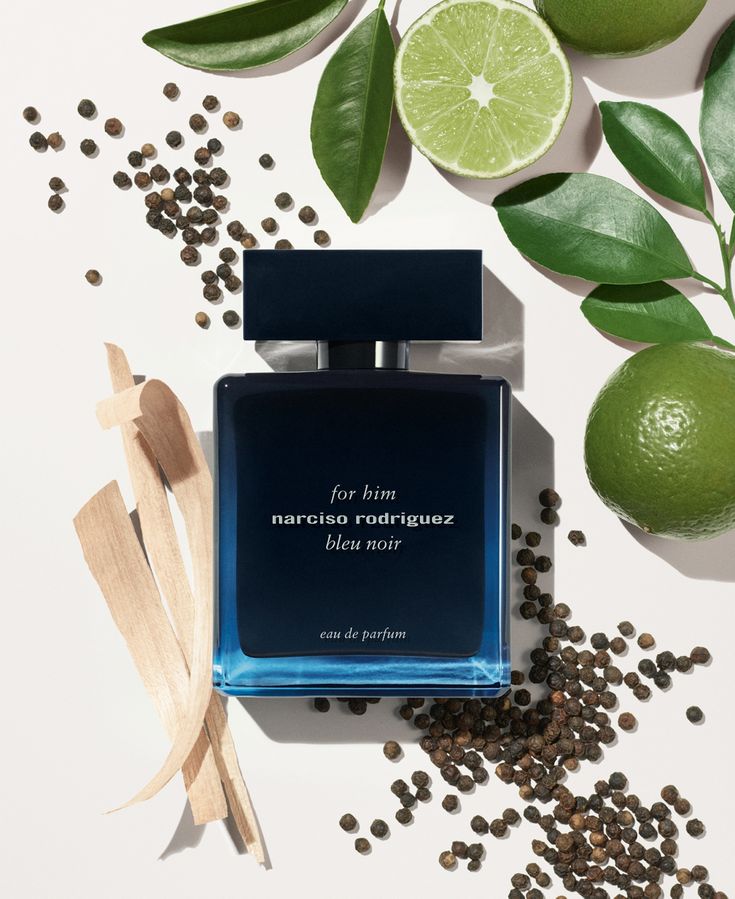 for him
narciso rodriguez
bleu noir
eau de parfum